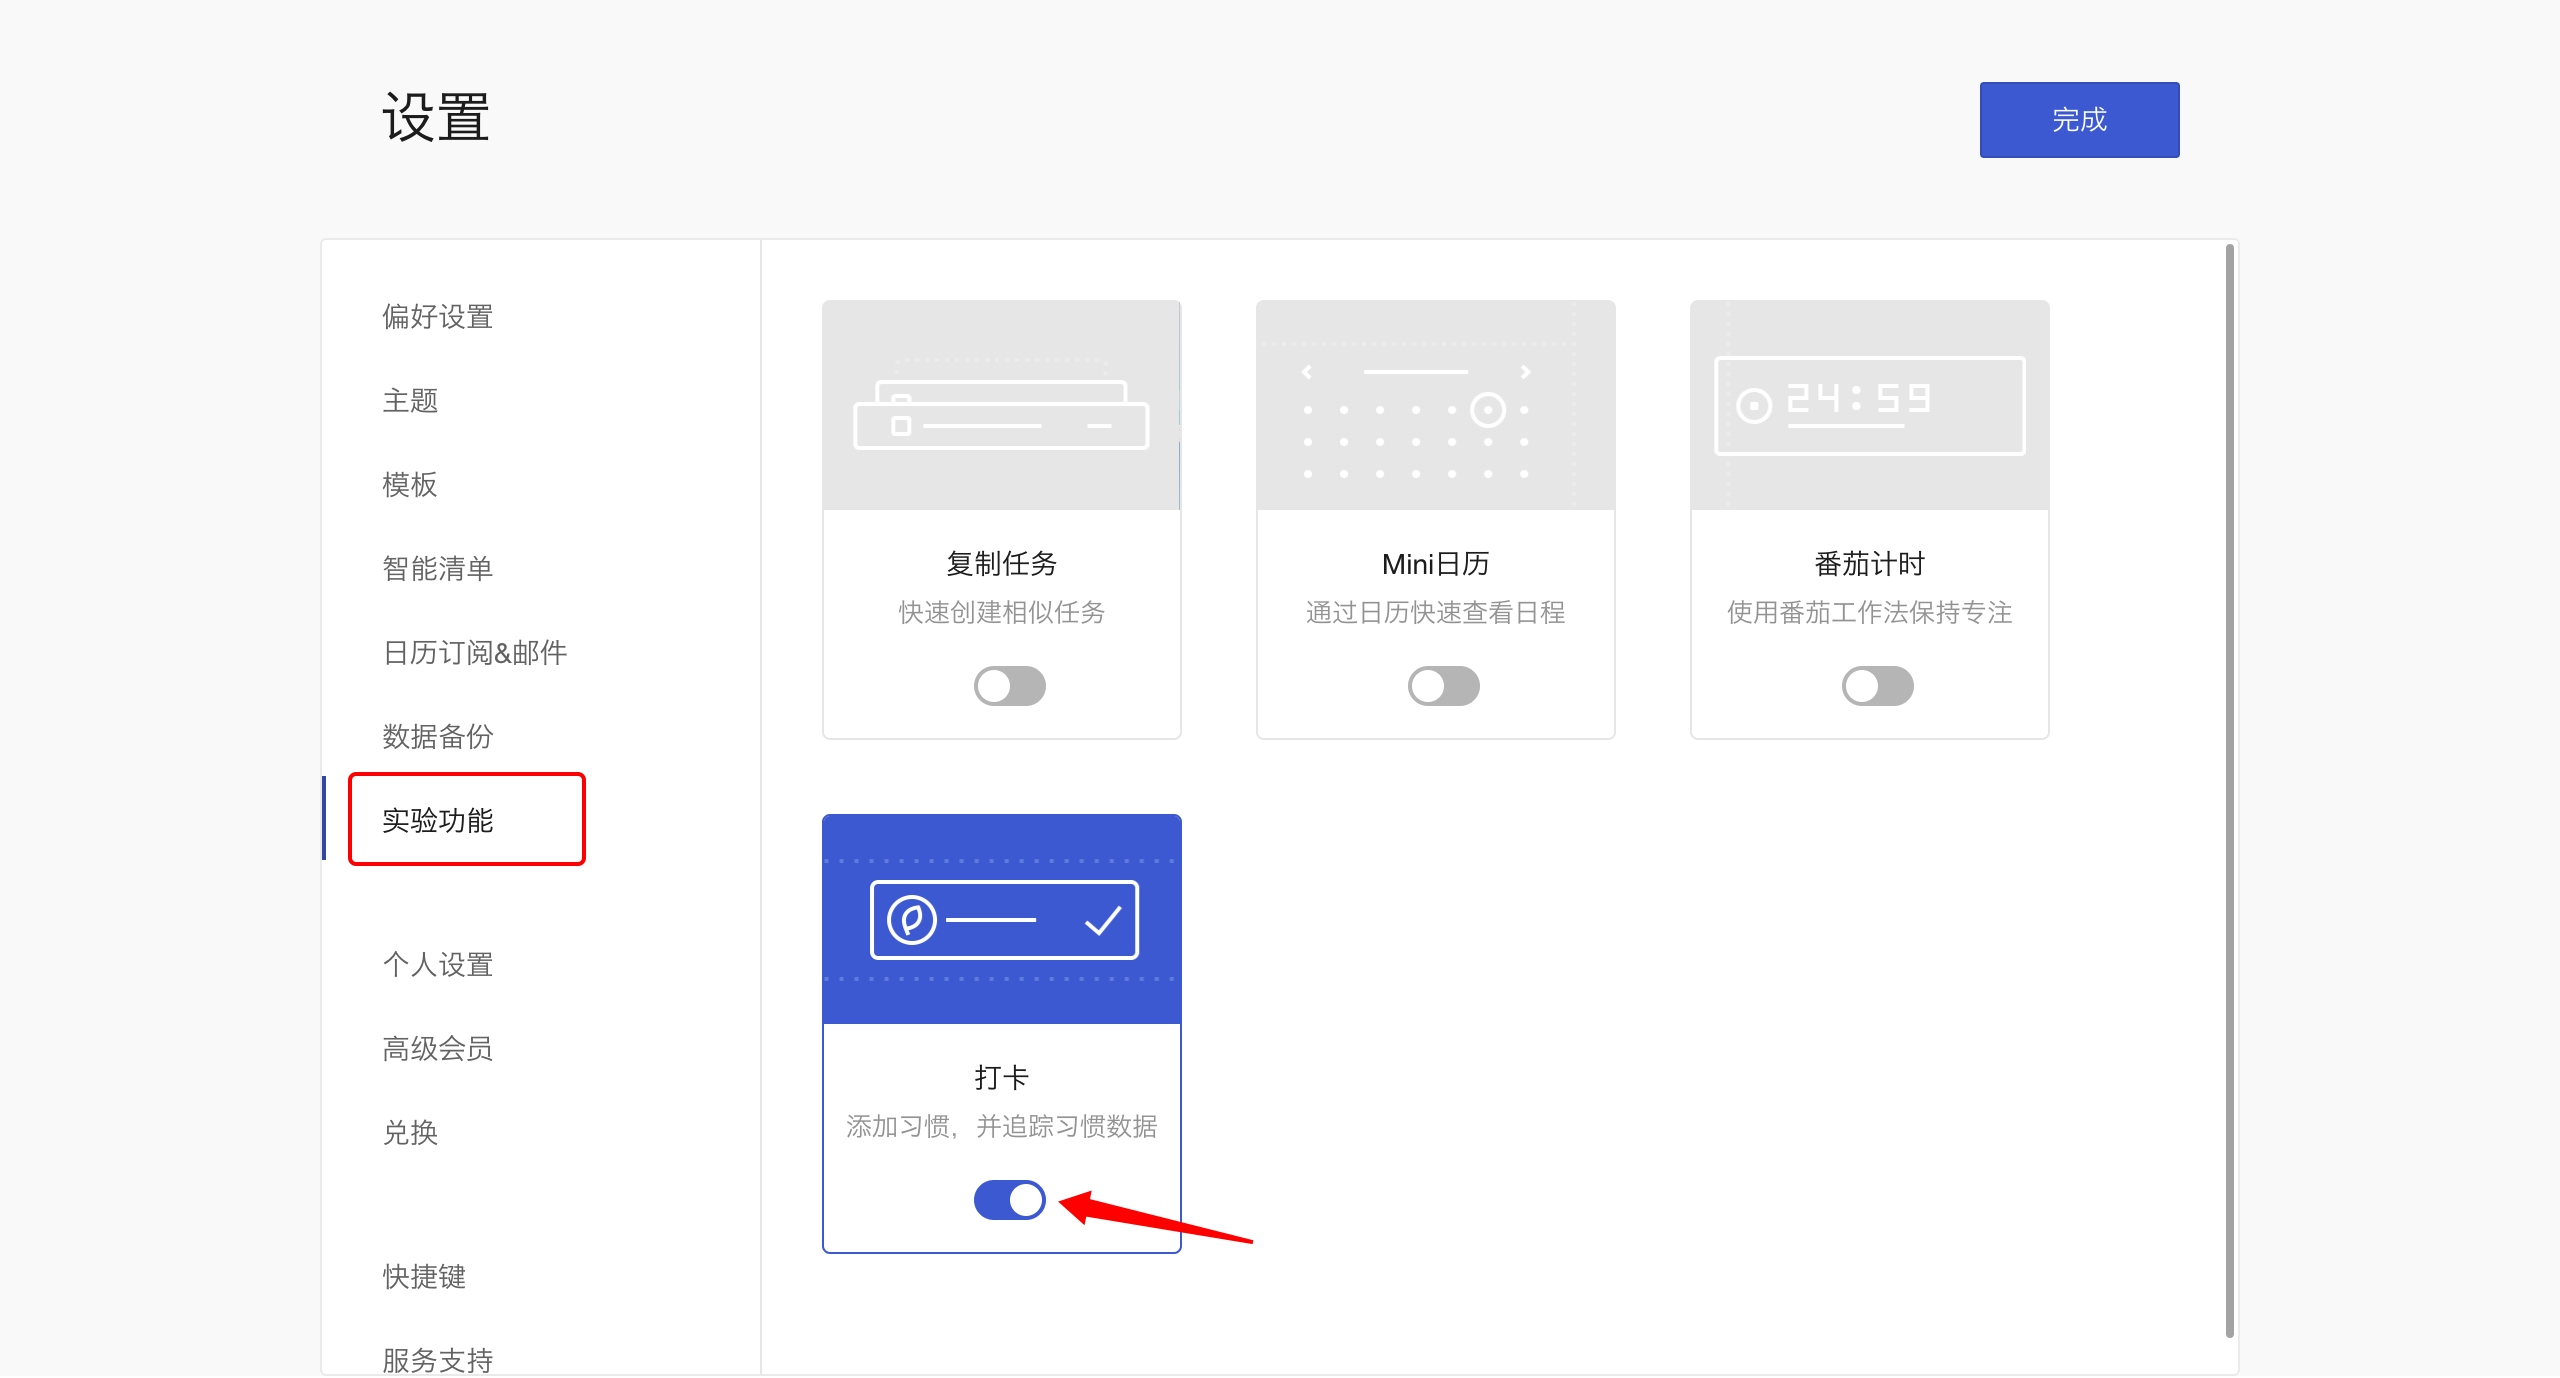 设置
完成
偏好设置
主题
模板
智能清单
日历订阅&邮件
数据备份
实验功能
个人设置
高级会员
兑换
快捷键
服务支持
复制任务
快速创建相似任务
Mini日历
通过日历快速查看日程
24:59
番茄计时
使用番茄工作法保持专注
打卡
添加习惯，并追踪习惯数据